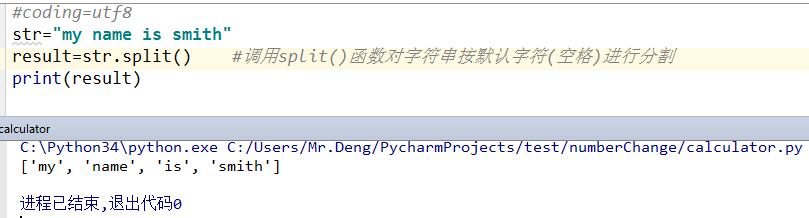 #coding=utf8
str="my name is smith"
result=str.split()    #调用split()函数对字符串按默认字符(空格)进行分割
print(result)
calculator
C:\Python34\python.exe C:/Users/Mr.Deng/PycharmProjects/test/numberChange/calculator.py
['my', 'name', 'is', 'smith']
进程已结束,退出代码0